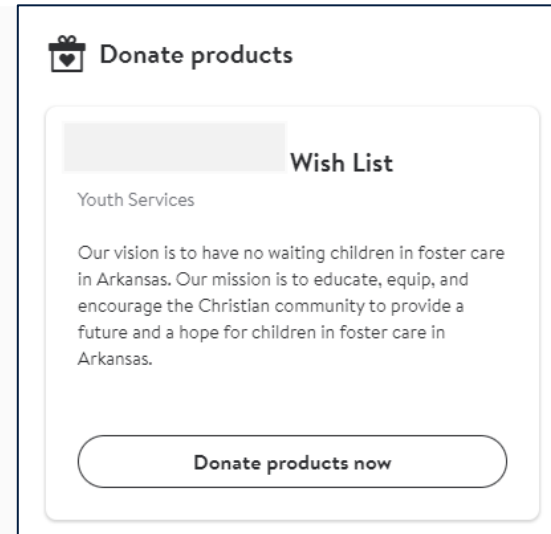 Donate products
Wish List
Youth Services
Our vision is to have no waiting children in foster care
in Arkansas. Our mission is to educate, equip, and
encourage the Christian community to provide a
future and a hope for children in foster care in
Arkansas.
Donate products now